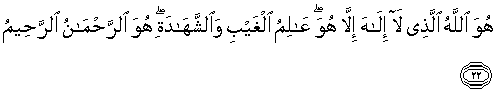 هُوَ ٱللَّهُ ٱلَّذِى لَآ إِلَـٰهَ إِلَّا هُوَ ۖ عَـٰلِمُ ٱلْغَيْبِ وَٱلشَّهَـٰدَةِ ۖ هُوَ ٱلرَّحْمَـٰنُ ٱلرَّحِيمُ
٢٢